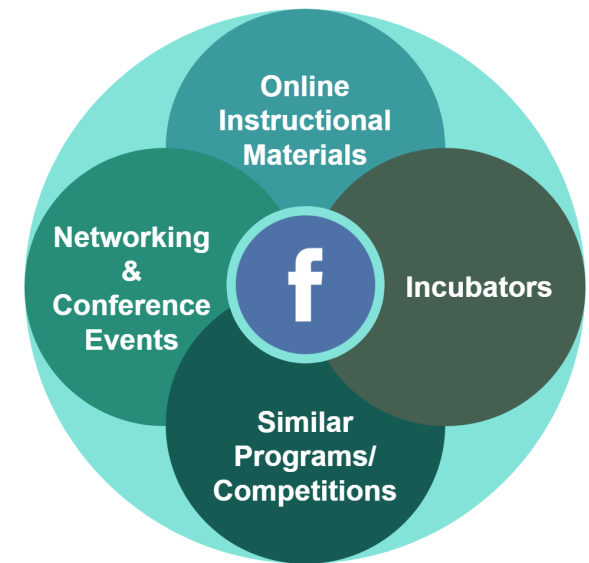 Online
Instructional
Materials
Networking
&
Conference
Events
f
Incubators
Similar
Programs/
Competitions